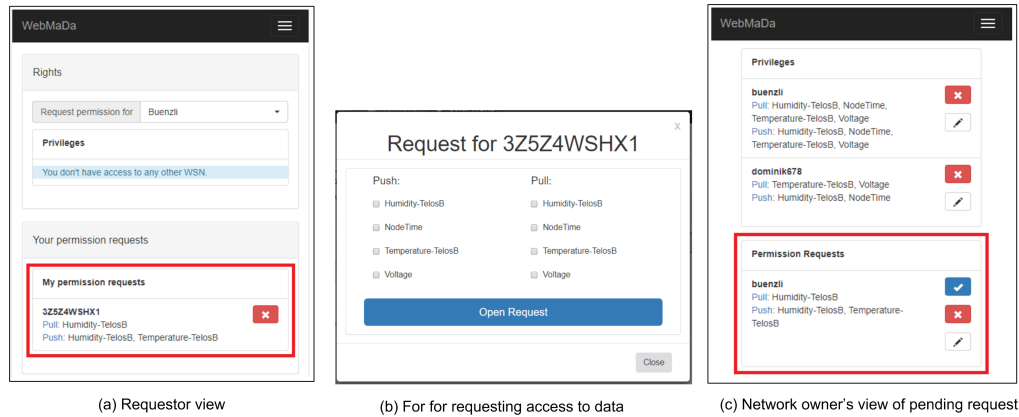 WebMaDa
Rights
Request permission for Buenzli
Privileges
You don't have access to any other WSN.
Your permission requests
My permission requests
3Z5Z4WSHX1
Pull: Humidity-TelosB
Push: Humidity-TelosB, Temperature-TelosB
(a) Requestor view
X
Request for 3Z5Z4WSHX1
Push: Pull:
Humidity-TelosB Humidity-TelosB
NodeTime NodeTime
Temperature-TelosB Temperature-TelosB
Voltage Voltage
Open Request
Close
(b) For for requesting access to data
WebMaDa
Privileges
buenzli
Pull: Humidity-TelosB, NodeTime,
Temperature-TelosB, Voltage
Push: Humidity-TelosB, NodeTime,
Temperature-TelosB, Voltage
dominik678
Pull: Temperature-TelosB, Voltage
Push: Humidity-TelosB, NodeTime
Permission Requests
buenzli
Pull: Humidity-TelosB
Push: Humidity-TelosB, Temperature-
TelosB
(c) Network owner's view of pending request